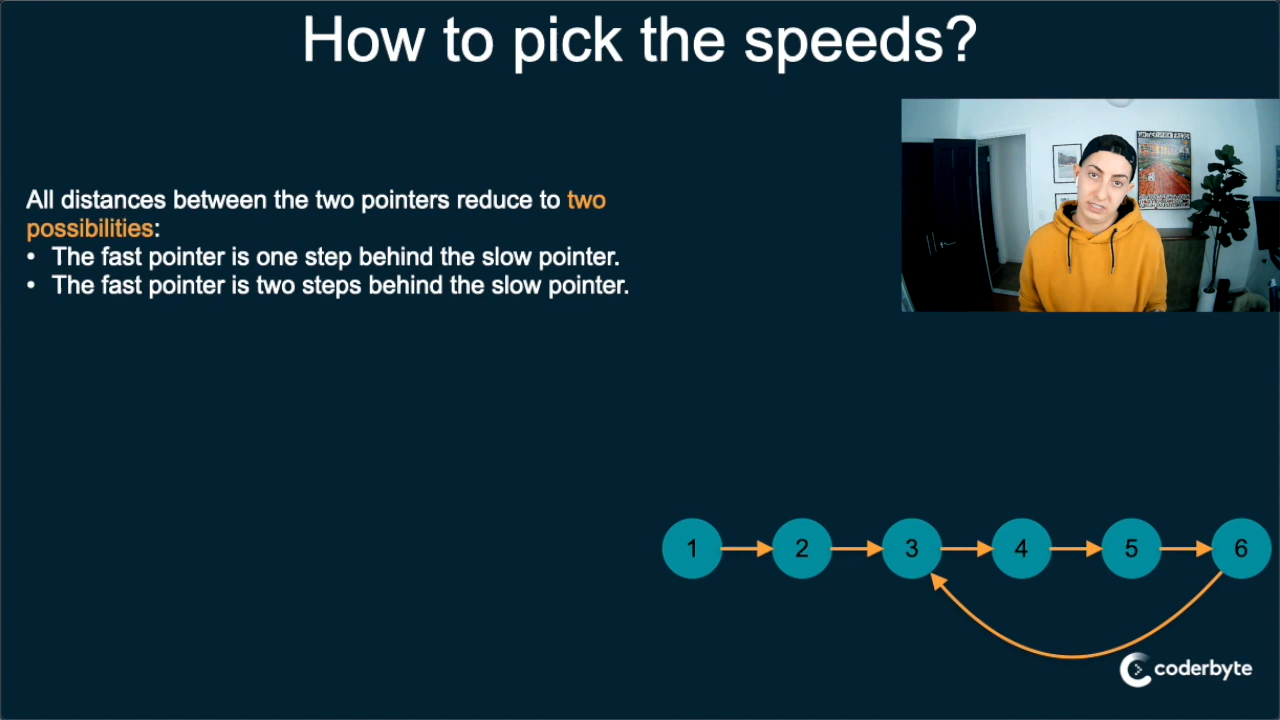 How to pick the speeds?
All distances between the two pointers reduce to two
possibilities:
• The fast pointer is one step behind the slow pointer.
• The fast pointer is two steps behind the slow pointer.
1 2 3 4 5 6
coderbyte